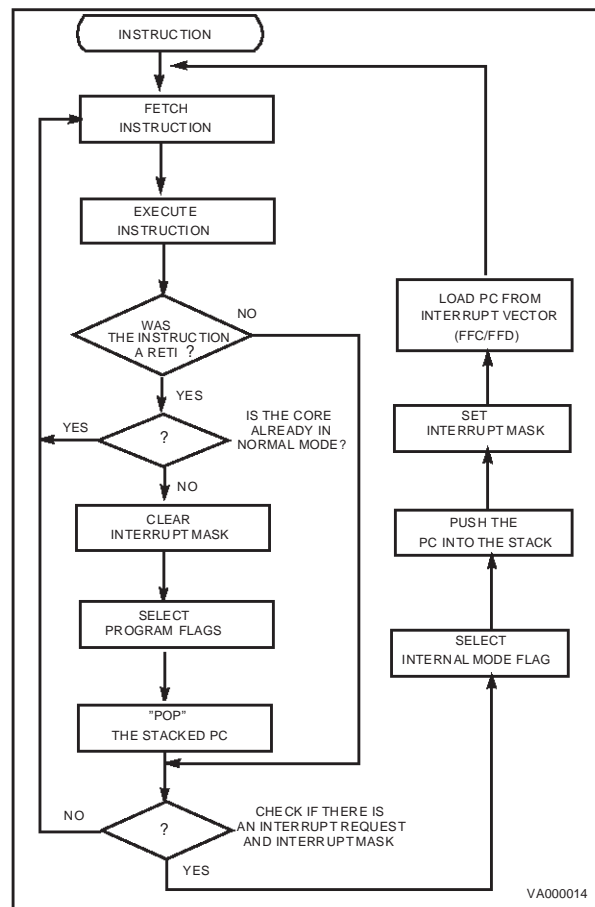 INSTRUCTION
FETCH
INSTRUCTION
EXECUTE
INSTRUCTION
WAS
THE INSTRUCTION
A RETI ?
NO
YES
?
YES
IS THE CORE
ALREADY IN
NORMAL MODE?
NO
CLEAR
INTERRUPT MASK
SELECT
PROGRAM FLAGS
"POP"
THE STACKED PC
?
NO
CHECK IF THERE IS
AN INTERRUPT REQUEST
AND INTERRUPT MASK
YES
SELECT
INTERNAL MODE FLAG
PUSH THE
PC INTO THE STACK
SET
INTERRUPT MASK
LOAD PC FROM
INTERRUPT VECTOR
(FFC/FFD)
VA000014